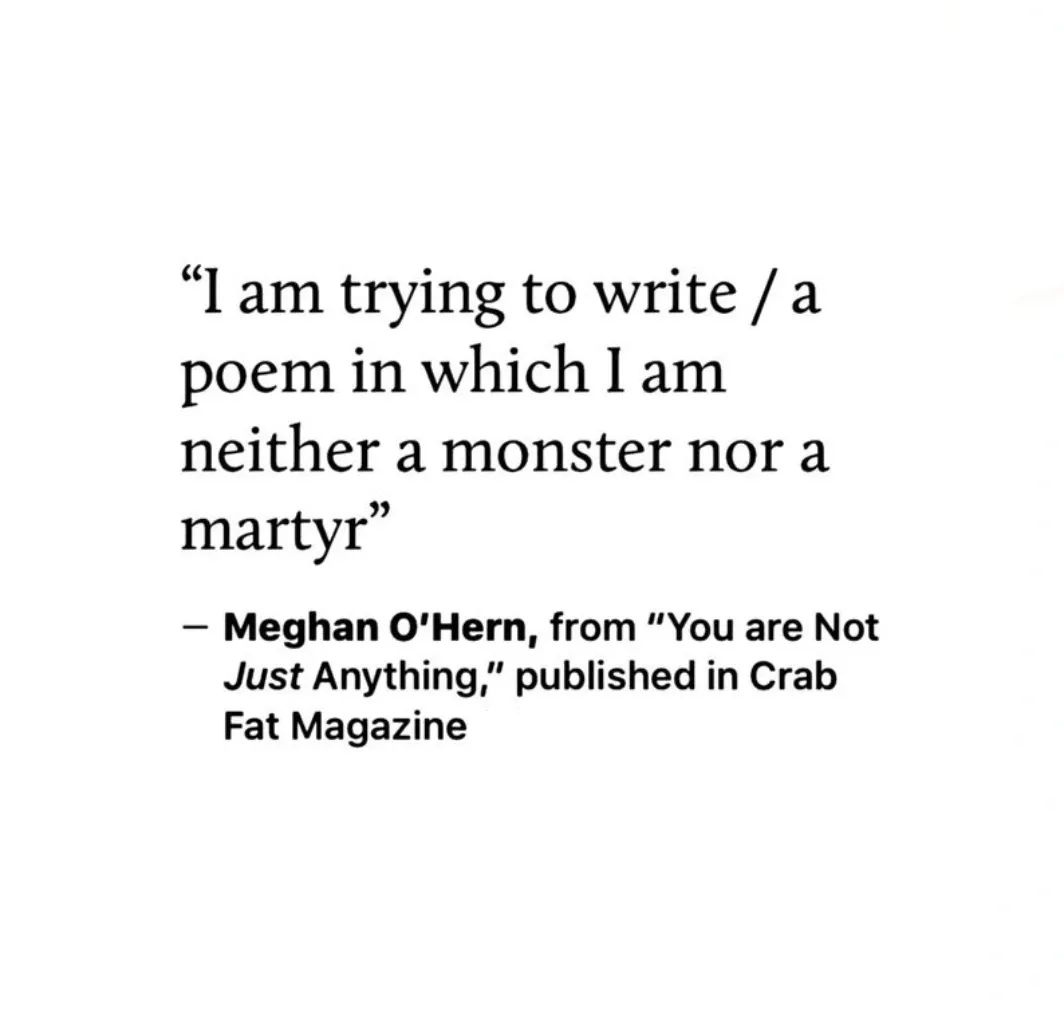 “I am trying to write / a
poem in which I am
neither a monster nor a
martyr”
— Meghan O'Hern, from "You are Not
Just Anything," published in Crab
Fat Magazine